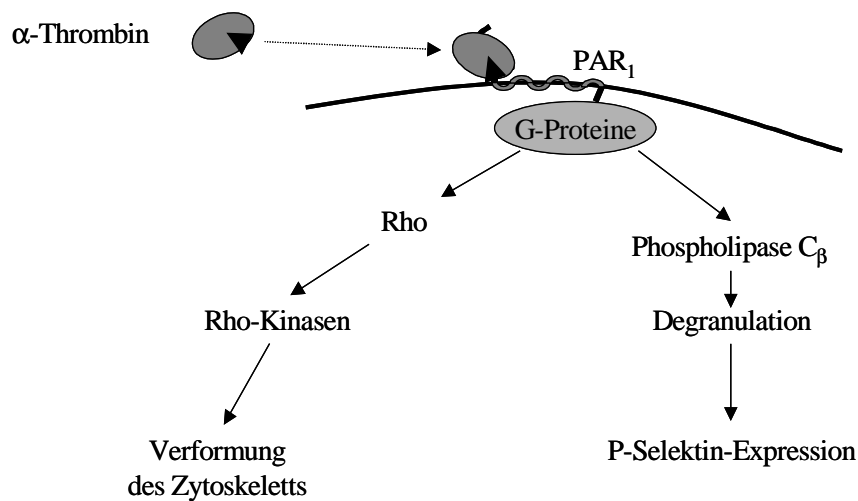 α-Thrombin
PAR₁
G-Proteine
Rho
Phospholipase Cᵦ
Rho-Kinasen
Degranulation
Verformung
des Zytoskeletts
P-Selektin-Expression